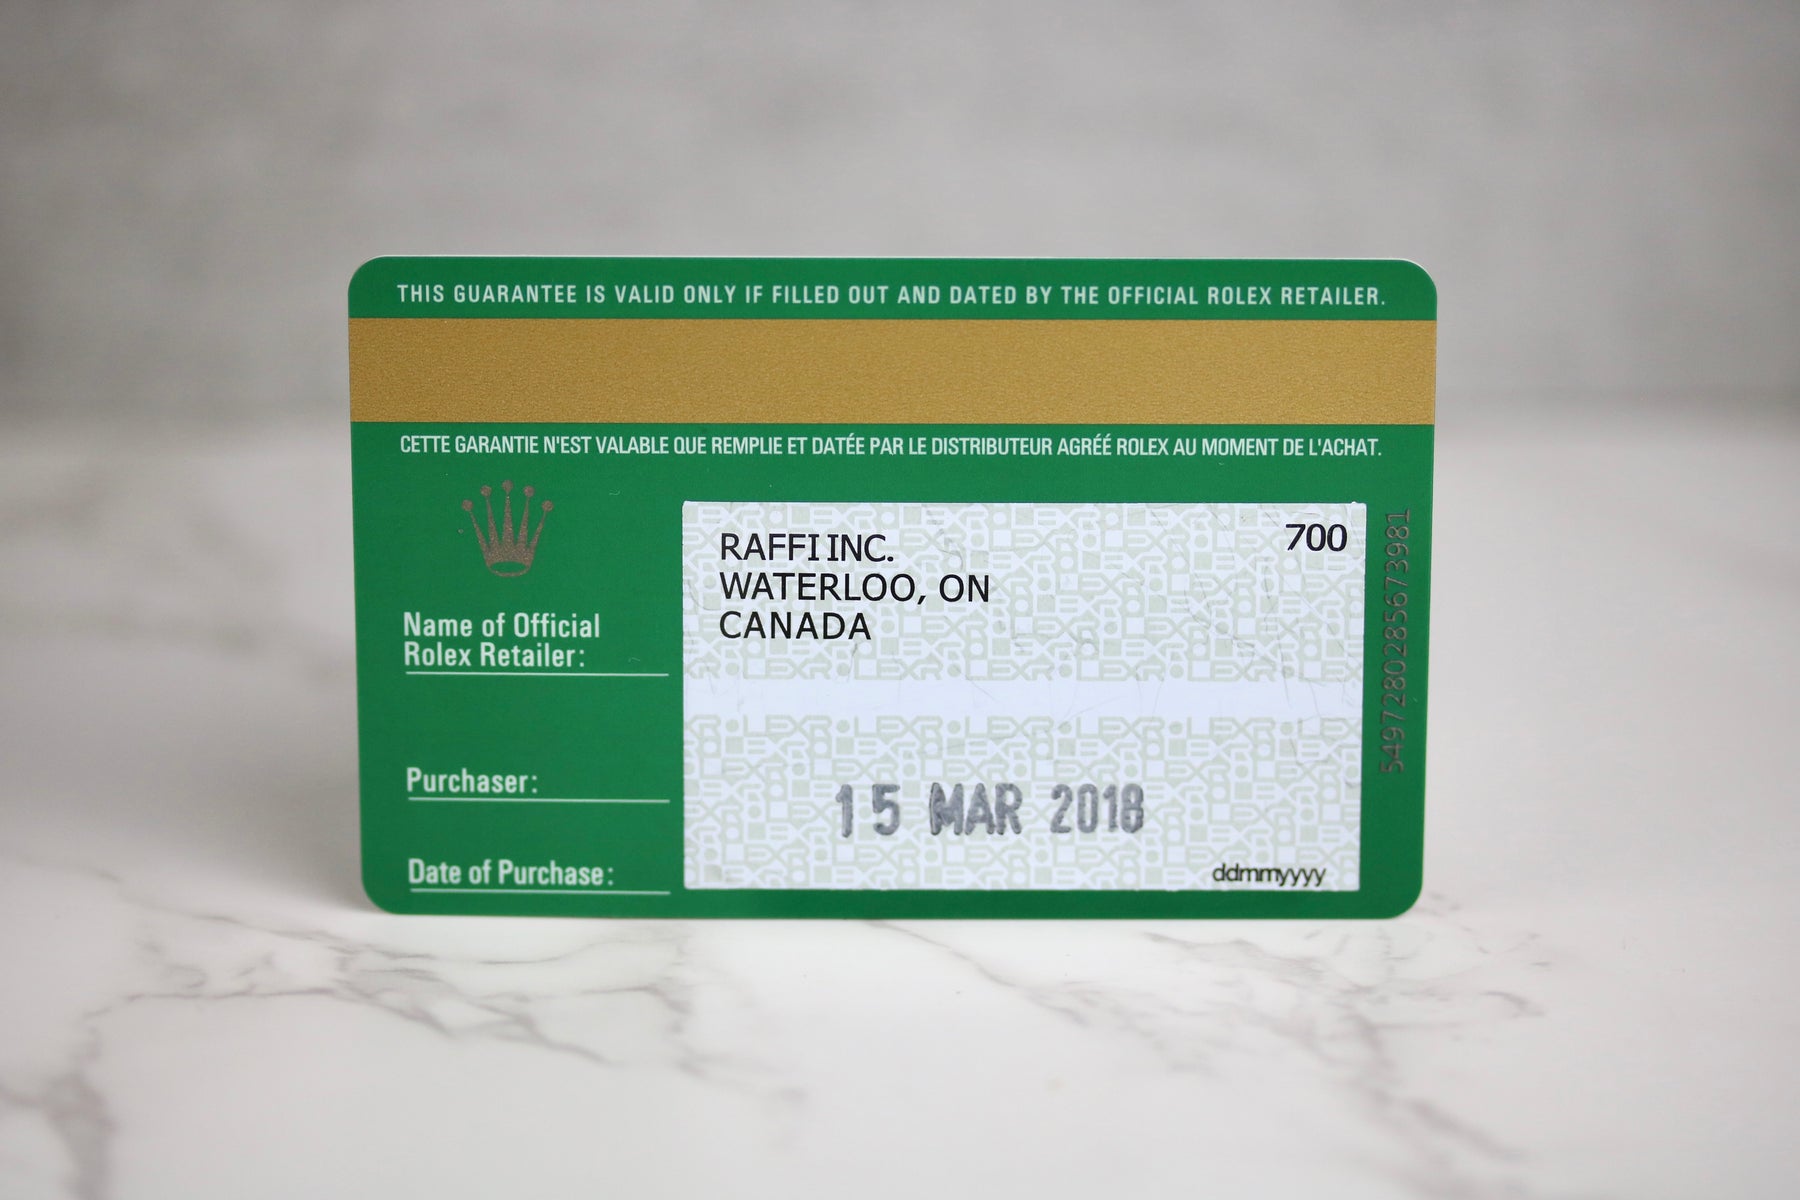 THIS GUARANTEE IS VALID ONLY IF FILLED OUT AND DATED BY THE OFFICIAL ROLEX RETAILER.
CETTE GARANTIE N'EST VALABLE QUE REMPLIE ET DATÉE PAR LE DISTRIBUTEUR AGRÉÉ ROLEX AU MOMENT DE L'ACHAT.
RAFFI INC.
700
WATERLOO, ON
CANADA
Name of Official
Rolex Retailer:
Purchaser:
15 MAR 2018
Date of Purchase:
ddmmyyyy
5497280285673981